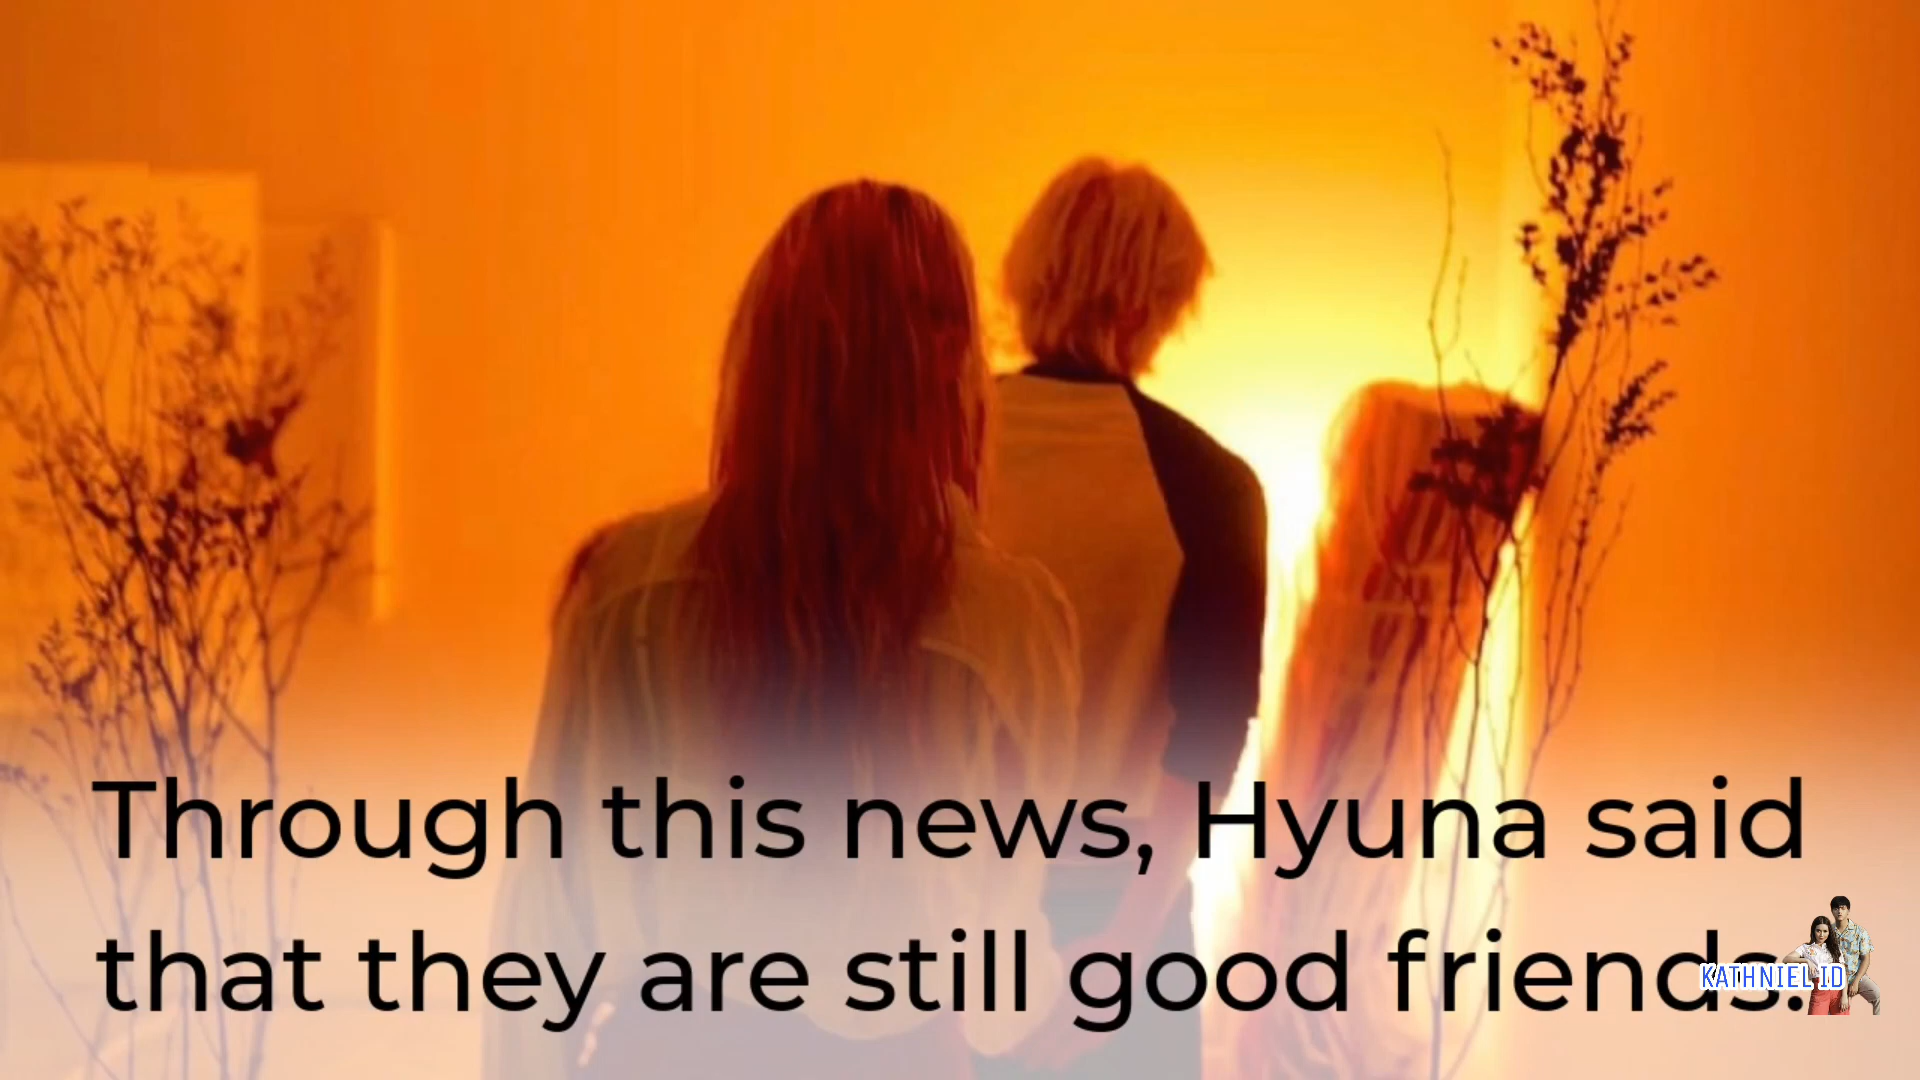 Through this news, Hyuna said
that they are still good friends.
KATHNIEL ID